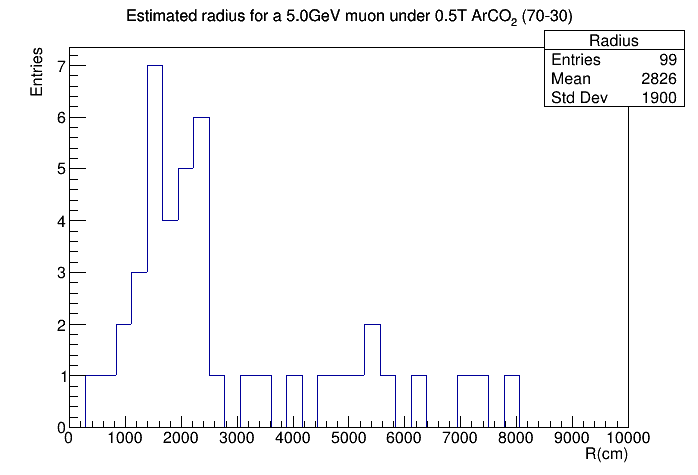 Estimated radius for a 5.0GeV muon under 0.5T ArCO₂ (70-30)
Radius
Entries 99
Mean 2826
Std Dev 1900
Entries
7
6
5
4
3
2
1
0
0 1000 2000 3000 4000 5000 6000 7000 8000 9000 10000
R(cm)